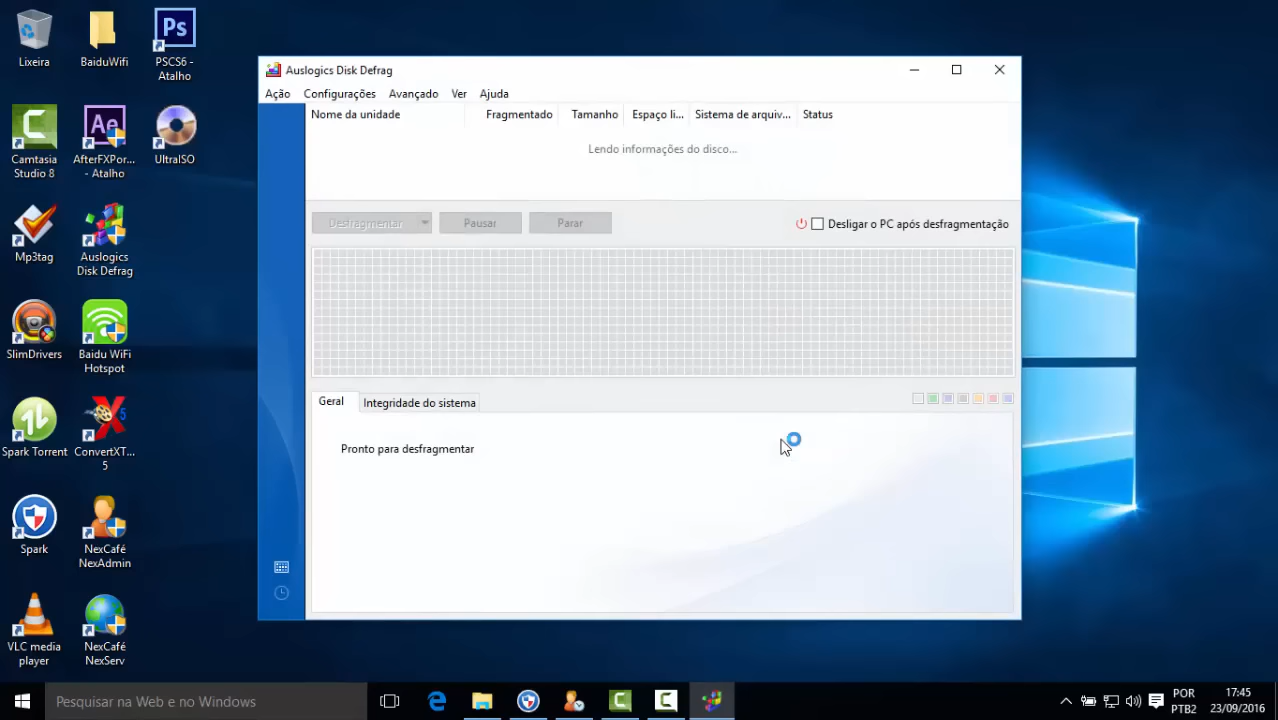 Lixeira
BaiduWifi
PSCS6 -
Atalho
Camtasia
Studio 8
AfterFXPor...
- Atalho
UltraISO
Mp3tag
Auslogics
Disk Defrag
SlimDrivers
Baidu WiFi
Hotspot
Spark Torrent
ConvertXT...
5
Spark
NexCafé
NexAdmin
VLC media
player
NexCafé
NexServ
Auslogics Disk Defrag
Ação Configurações Avançado Ver Ajuda
Nome da unidade Fragmentado Tamanho Espaço li... Sistema de arquiv... Status
Lendo informações do disco...
Desfragmentar Pausar Parar Desligar o PC após desfragmentação
Geral Integridade do sistema
Pronto para desfragmentar
Pesquisar na Web e no Windows
POR
PTB2
17:45
23/09/2016